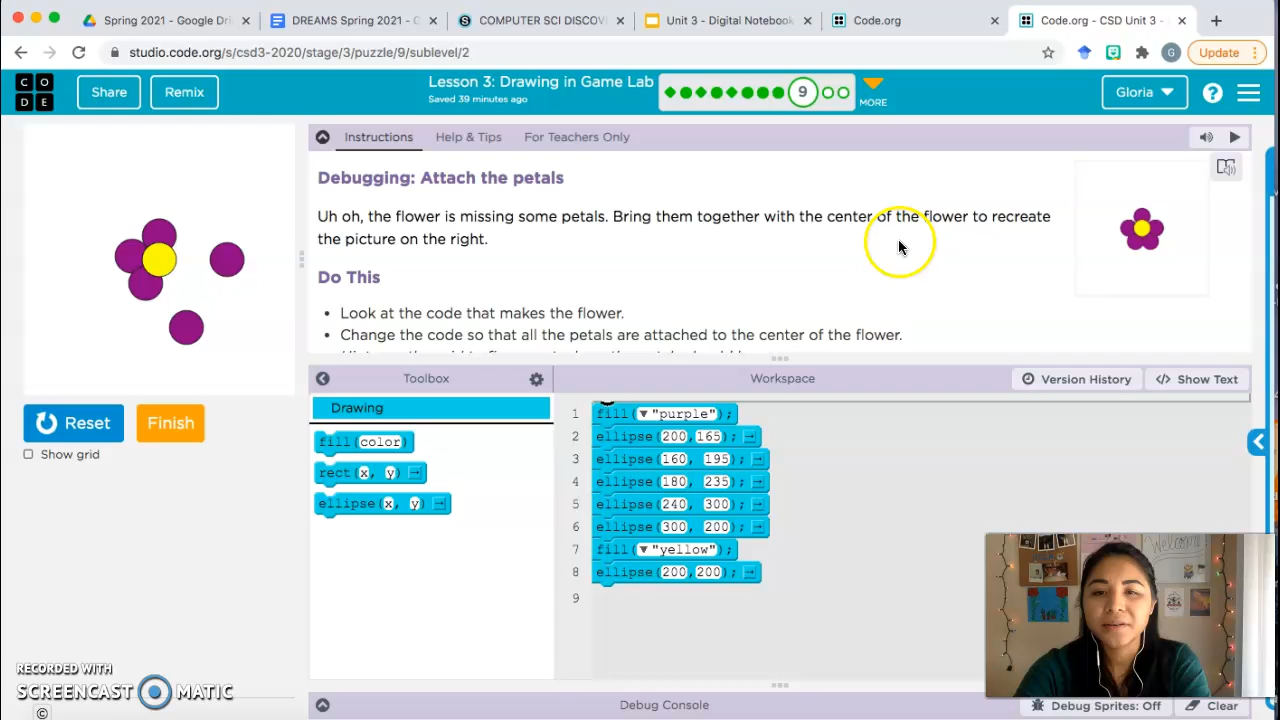 Spring 2021 - Google Dri
DREAMS Spring 2021 - G
COMPUTER SCI DISCOV
Unit 3 - Digital Notebook
Code.org
Code.org - CSD Unit 3 -
studio.code.org/s/csd3-2020/stage/3/puzzle/9/sublevel/2
G
Update
C O
D E
Share
Remix
Lesson 3: Drawing in Game Lab
Saved 39 minutes ago
9
MORE
Gloria
?
Instructions
Help & Tips
For Teachers Only
Debugging: Attach the petals
Uh oh, the flower is missing some petals. Bring them together with the center of the flower to recreate
the picture on the right.
Do This
Look at the code that makes the flower.
Change the code so that all the petals are attached to the center of the flower.
Reset
Finish
Show grid
Toolbox
Workspace
Version History
</> Show Text
Drawing
fill(color)
rect(x, y)
ellipse(x, y)
1 fill("purple");
2 ellipse(200,165);
3 ellipse(160, 195);
4 ellipse(180, 235);
5 ellipse(240, 300);
6 ellipse(300, 200);
7 fill("yellow");
8 ellipse(200,200);
9
Welcome
RECORDED WITH
SCREENCAST MATIC
©
Debug Console
Debug Sprites: Off
Clear